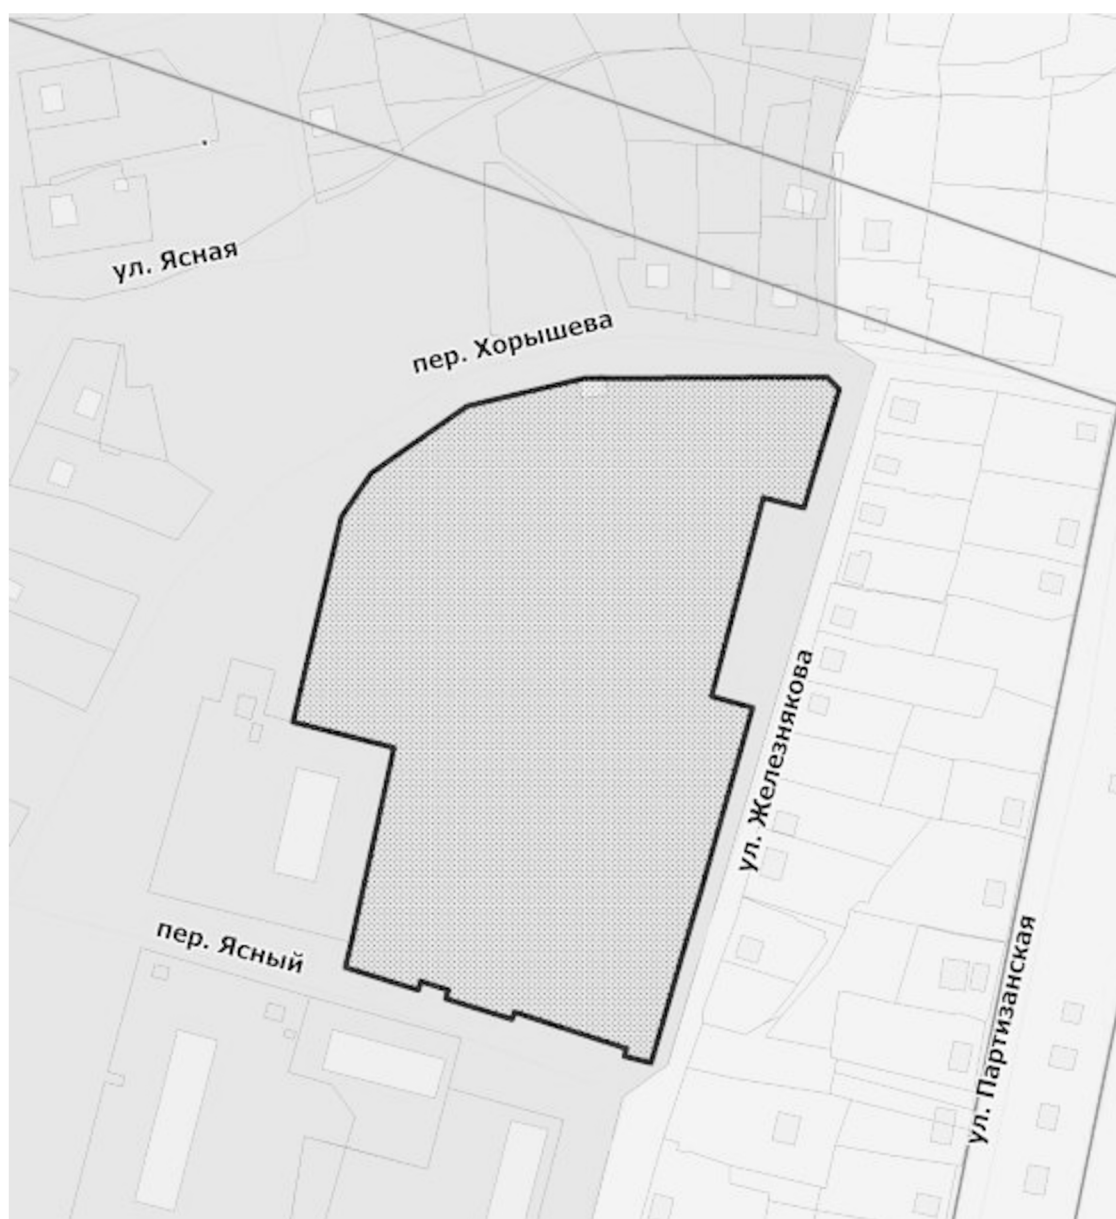 ул. Ясная
пер. Хорышева
ул. Железнякова
пер. Ясный
ул. Партизанская